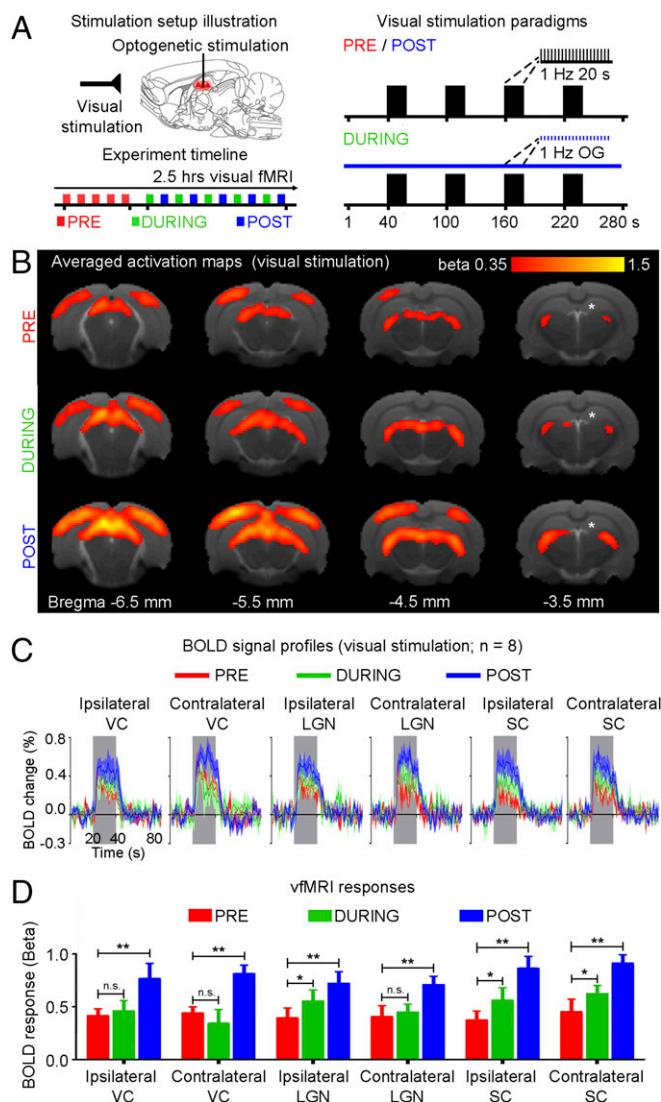 A
Stimulation setup illustration
Optogenetic stimulation
Visual
stimulation
Experiment timeline
2.5 hrs visual fMRI
PRE DURING POST
Visual stimulation paradigms
PRE / POST
1 Hz 20 s
DURING
1 Hz OG
1 40 100 160 220 280 s
B
Averaged activation maps (visual stimulation)
beta 0.35 1.5
PRE
*
DURING
*
POST
*
Bregma -6.5 mm -5.5 mm -4.5 mm -3.5 mm
C
BOLD signal profiles (visual stimulation; n = 8)
PRE DURING POST
Ipsilateral Contralateral Ipsilateral Contralateral Ipsilateral Contralateral
VC VC LGN LGN SC SC
BOLD change (%)
0.8
0.4
0.0
-0.3
20 40 80
Time (s)
D
vfMRI responses
PRE DURING POST
BOLD response (Beta)
1.0
0.5
0.0
** ** ** ** ** **
n.s. n.s. * n.s. * *
Ipsilateral Contralateral Ipsilateral Contralateral Ipsilateral Contralateral
VC VC LGN LGN SC SC